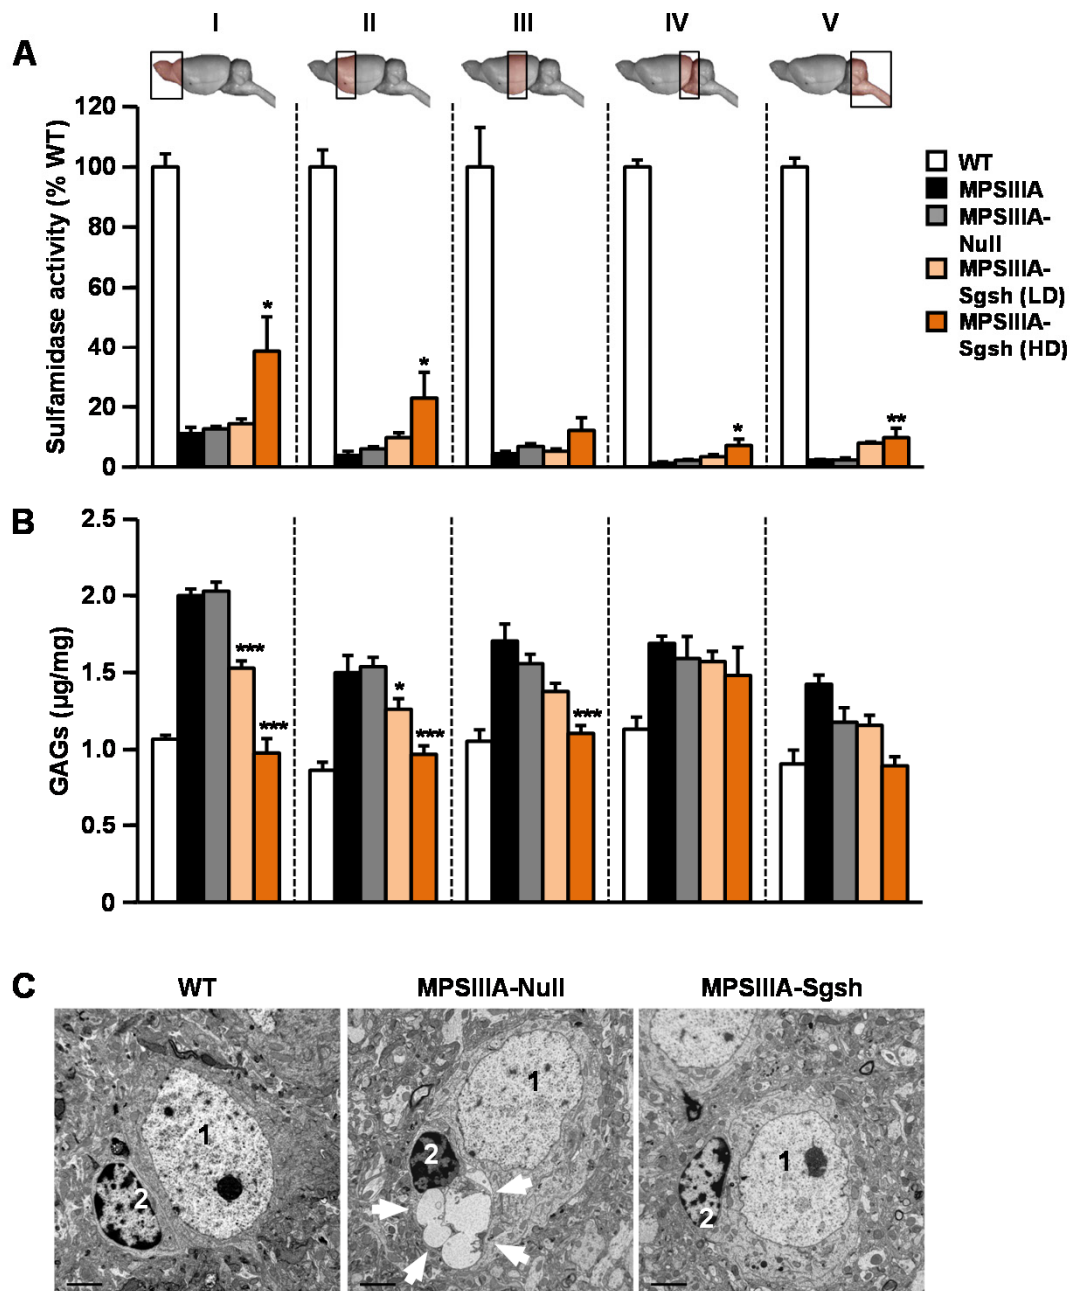 I II III IV V
A
Sulfamidase activity (% WT)
120
100
80
60
40
20
0
* * * **
WT
MPSIIIA
MPSIIIA-
Null
MPSIIIA-
Sgsh (LD)
MPSIIIA-
Sgsh (HD)
B
GAGs (µg/mg)
2.5
2.0
1.5
1.0
0.5
0
*** *** * *** ***
C
WT MPSIIIA-Null MPSIIIA-Sgsh
1 2
1 2
1 2